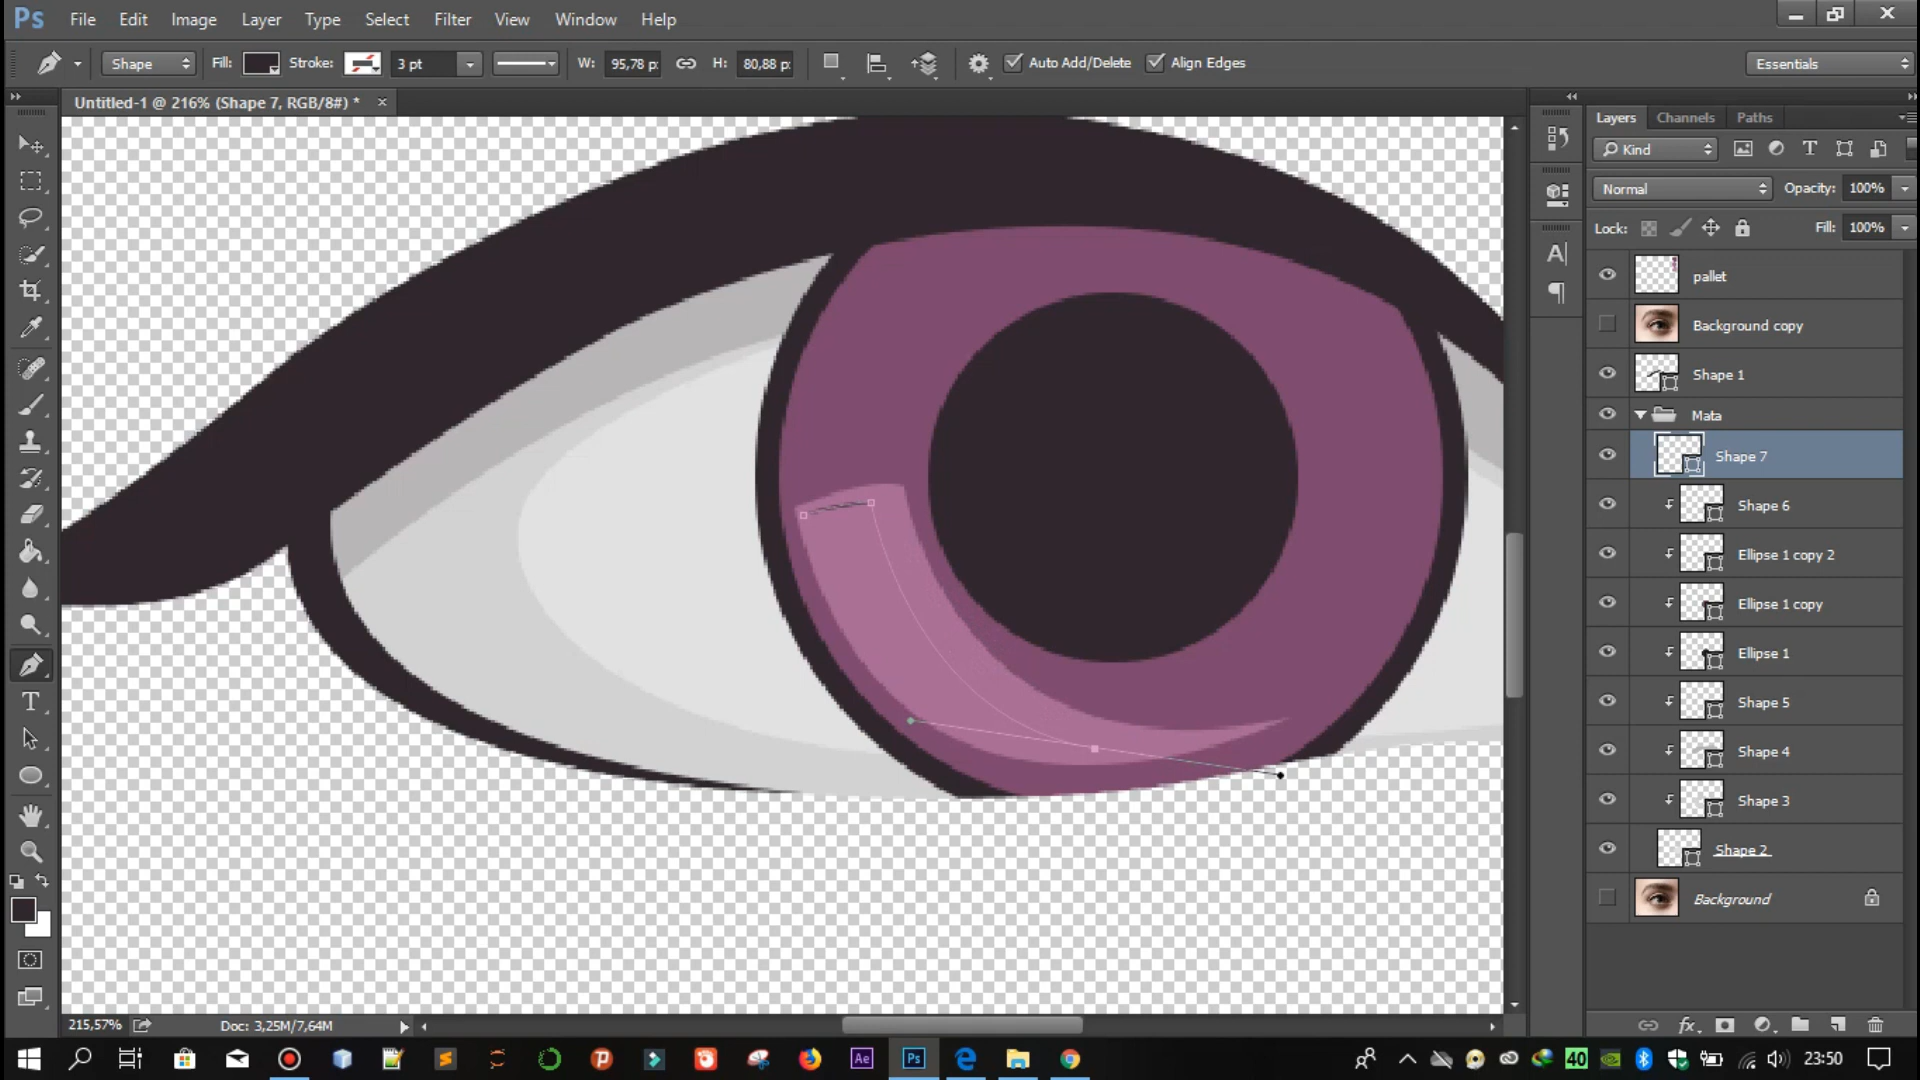 Ps File Edit Image Layer Type Select Filter View Window Help
Shape Fill: Stroke: 3 pt W: 95,78 p: H: 80,88 p: Auto Add/Delete Align Edges Essentials
Untitled-1 @ 216% (Shape 7, RGB/8#) * ×
Layers Channels Paths
Kind
Normal Opacity: 100%
Lock: Fill: 100%
pallet
Background copy
Shape 1
Mata
Shape 7
Shape 6
Ellipse 1 copy 2
Ellipse 1 copy
Ellipse 1
Shape 5
Shape 4
Shape 3
Shape 2
Background
215,57% Doc: 3,25M/7,64M
Ae Ps 40 23:50